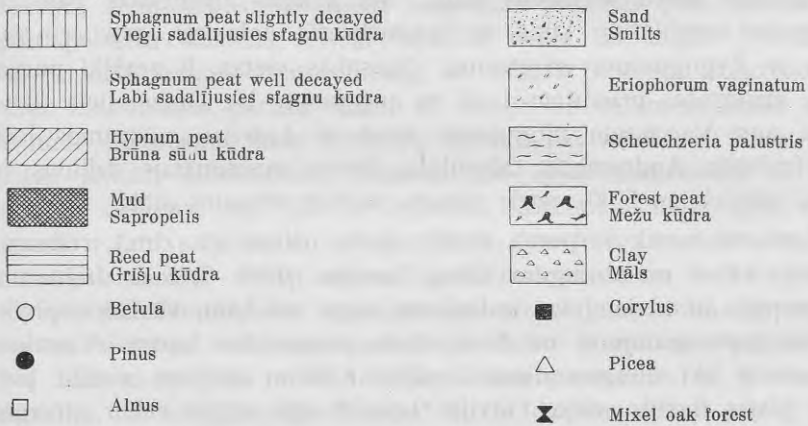 Sphagnum peat slightly decayed
Viegli sadalījusies sfagnu kūdra
Sphagnum peat well decayed
Labi sadalījusies sfagnu kūdra
Hypnum peat
Brūna kūdra
Mud
Sapropelis
Reed peat
Grīšļu kūdra
Betula
Pinus
Alnus
Sand
Smilts
Eriophorum vaginatum
Scheuchzeria palustris
Forest peat
Mežu kūdra
Clay
Māls
Corylus
Picea
Mixel oak forest